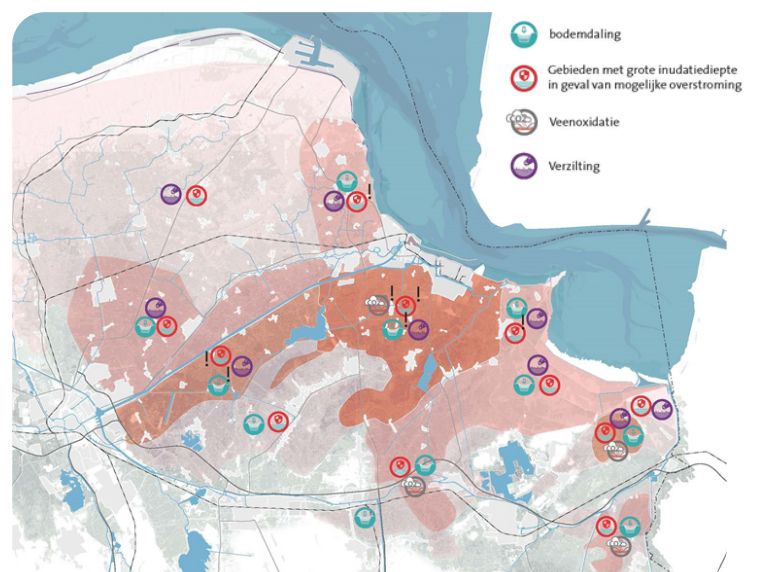 bodemdaling
Gebieden met grote inudatiediepte
in geval van mogelijke overstroming
Veenoxidatie
Verzilting